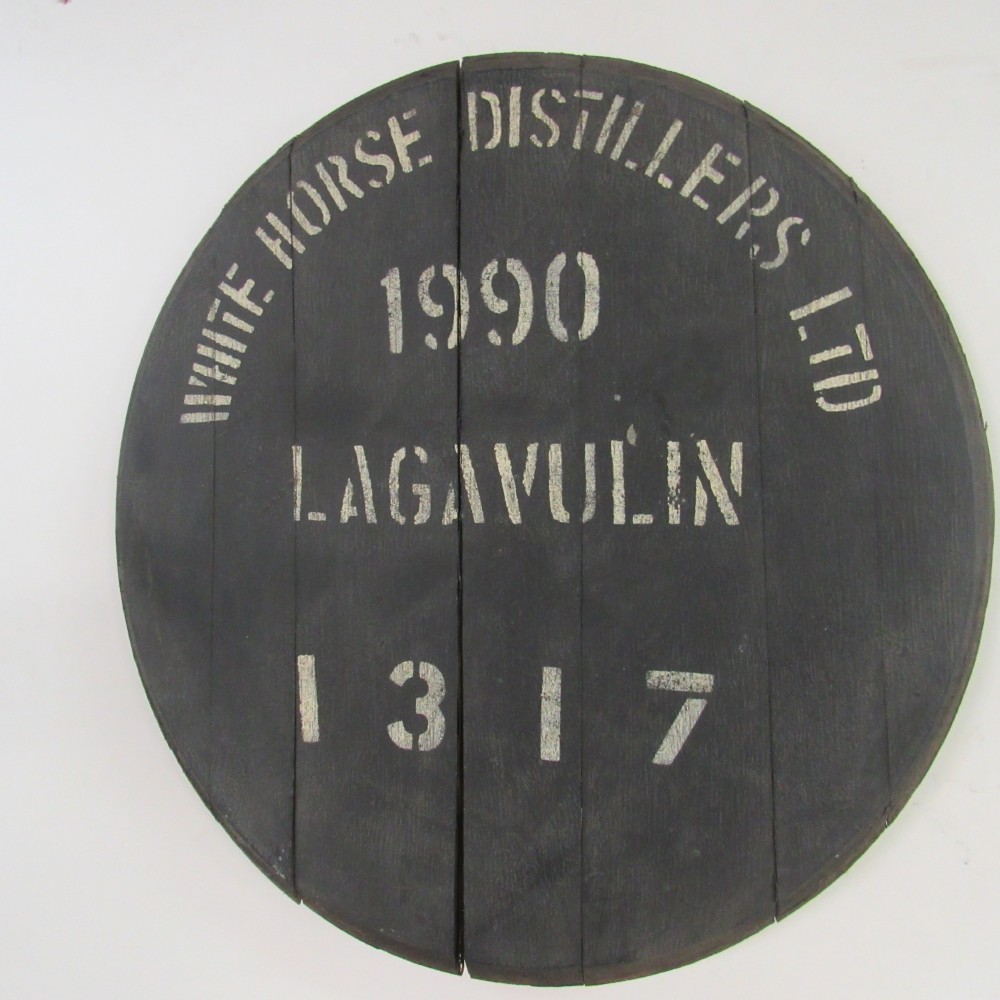 WHITE HORSE DISTILLERS LTD
1990
LAGAVULIN
1317